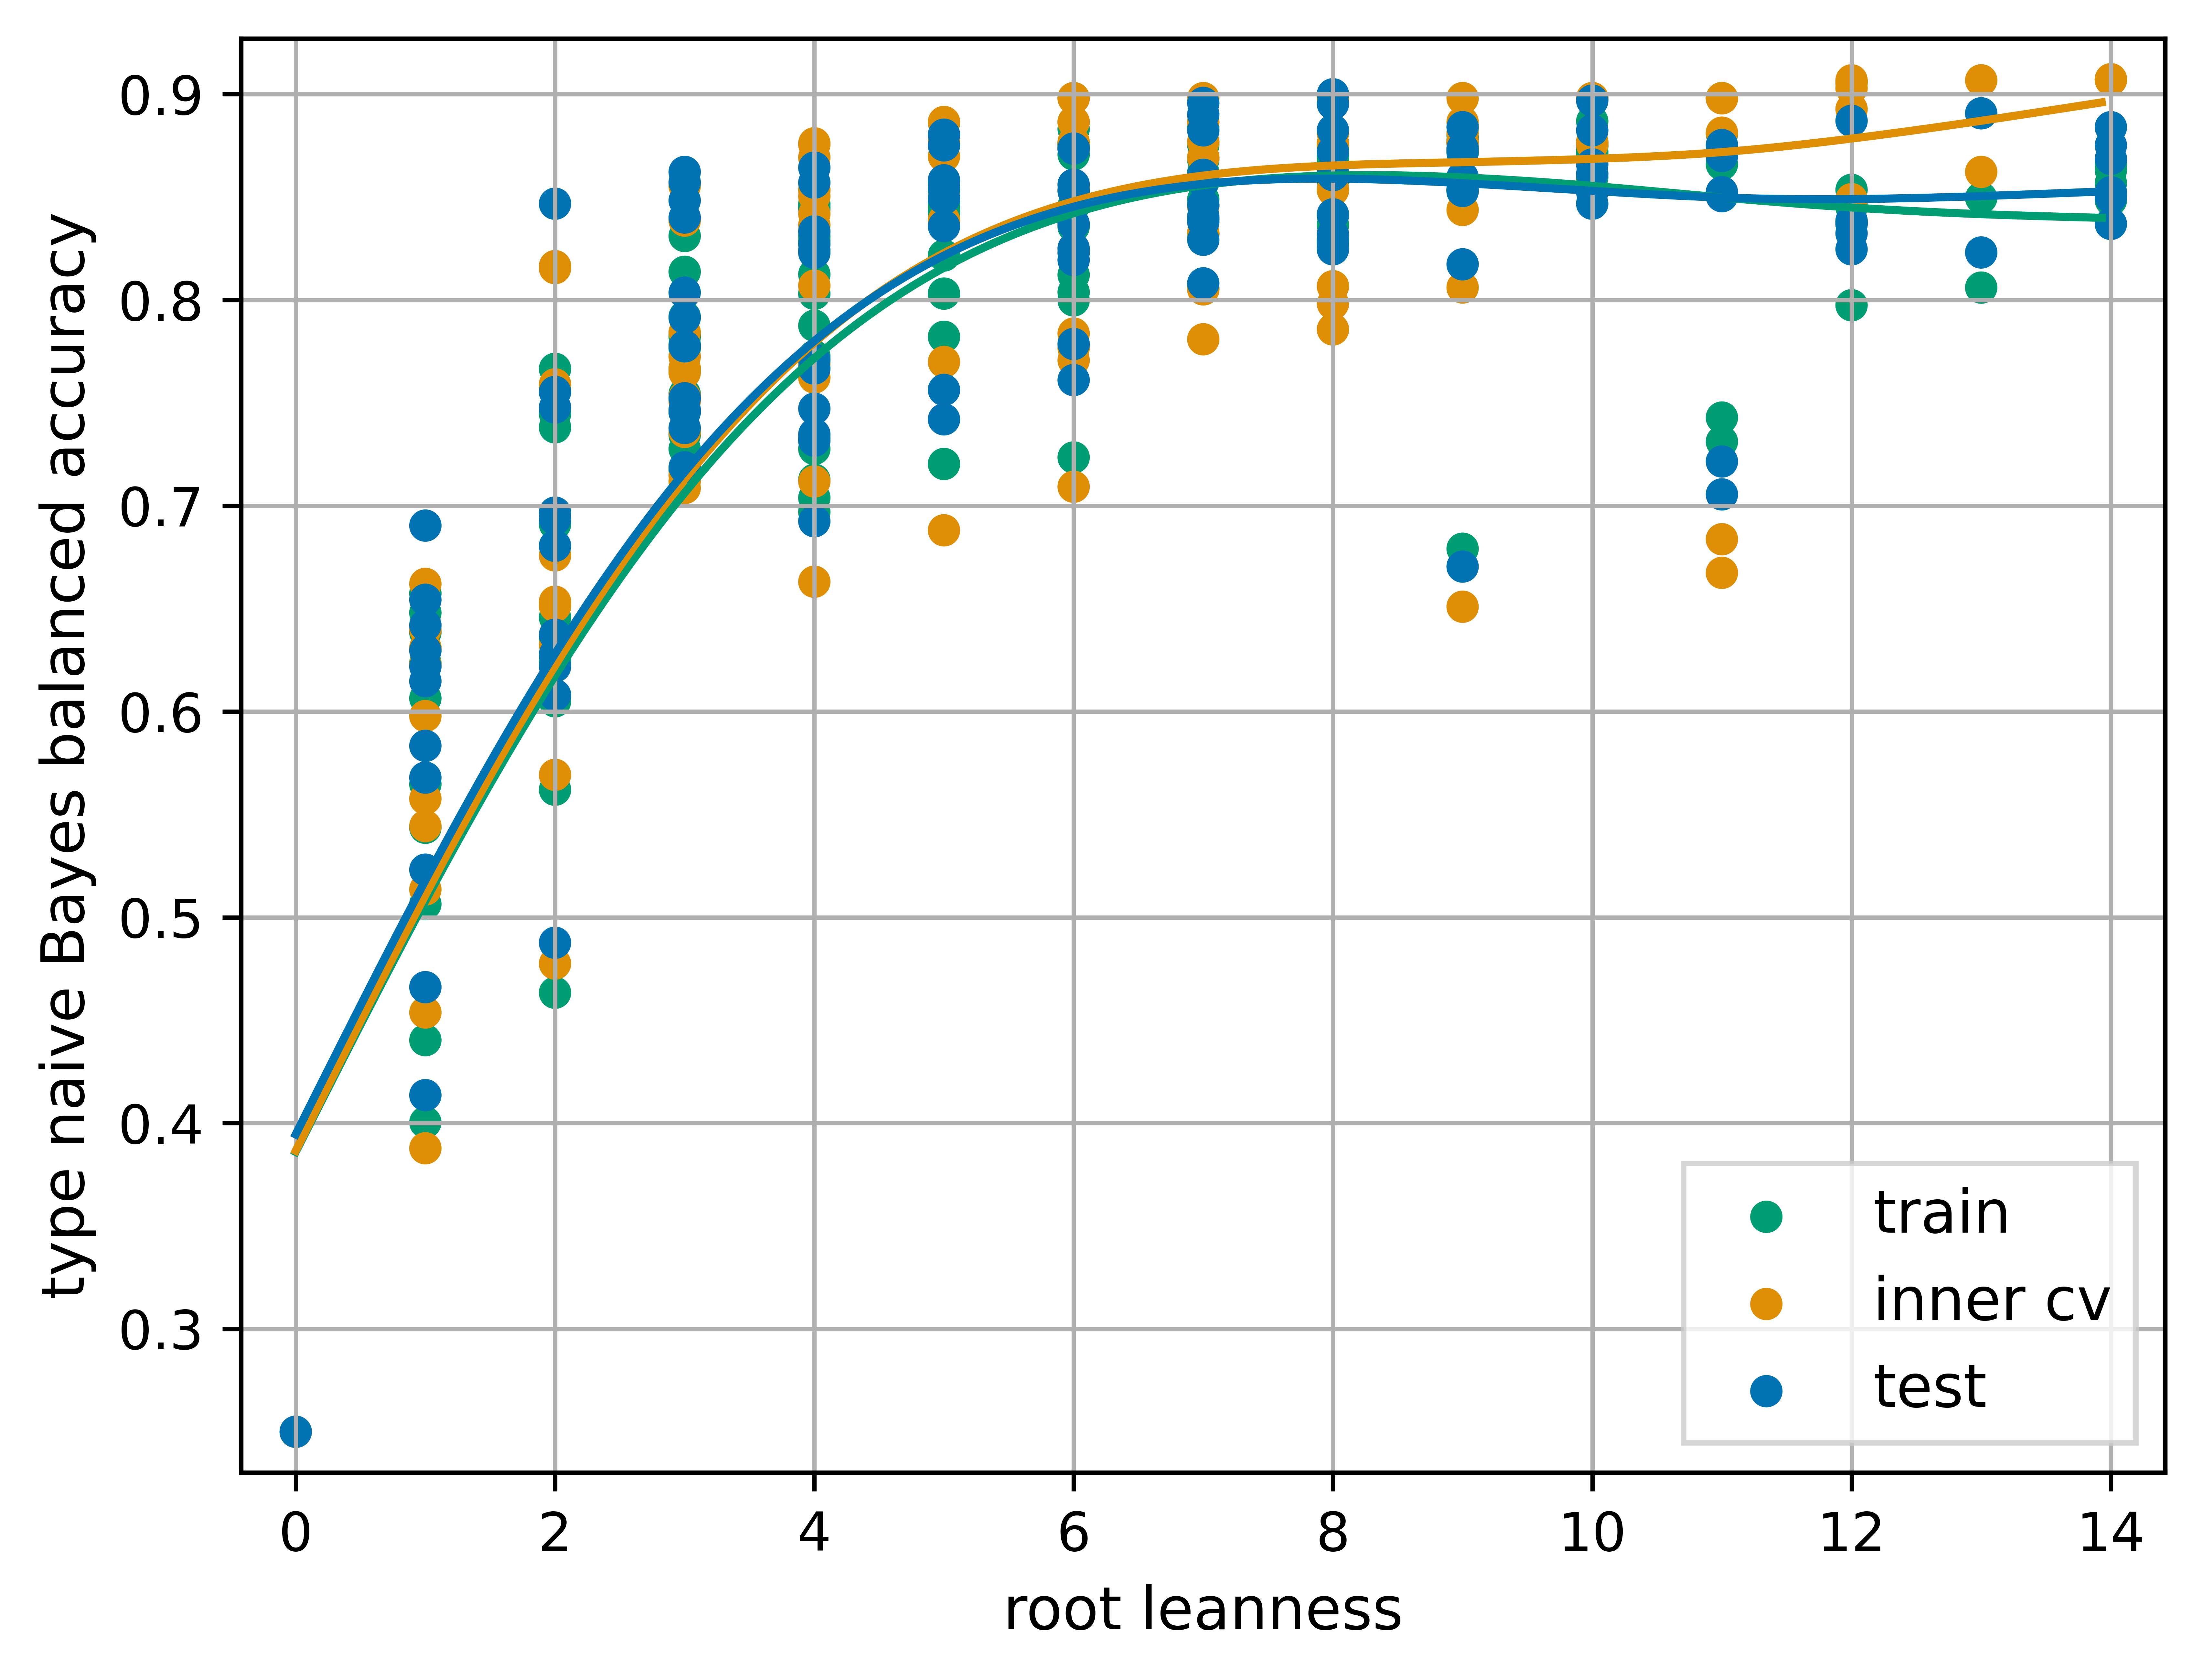 type naive Bayes balanced accuracy
0.9
0.8
0.7
0.6
0.5
0.4
0.3
train
inner cv
test
0 2 4 6 8 10 12 14
root leanness